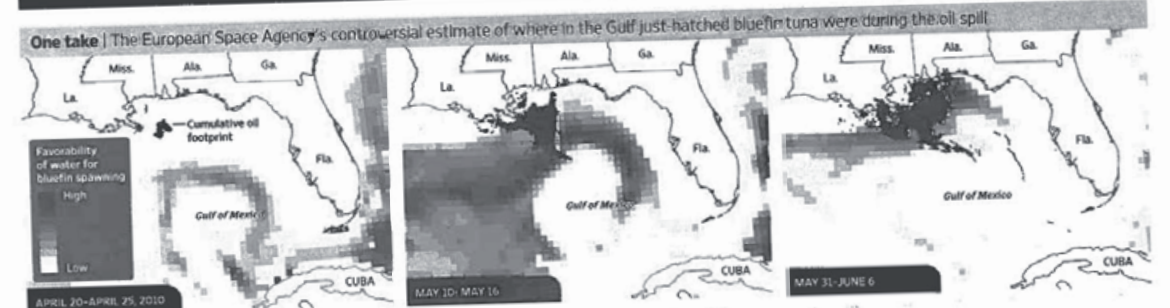 One take | The European Space Agency's controversial estimate of where in the Gulf just-hatched bluefin tuna were during the oil spill
Miss.
Ala.
Ga.
La.
Cumulative oil
footprint
Favorability
of water for
bluefin spawning
High
Low
Fla.
Gulf of Mexico
CUBA
APRIL 20–APRIL 25, 2010
Miss.
Ala.
Ga.
La.
Fla.
Gulf of Mexico
CUBA
MAY 10–MAY 16
Miss.
Ala.
Ga.
La.
Fla.
Gulf of Mexico
CUBA
MAY 31–JUNE 6